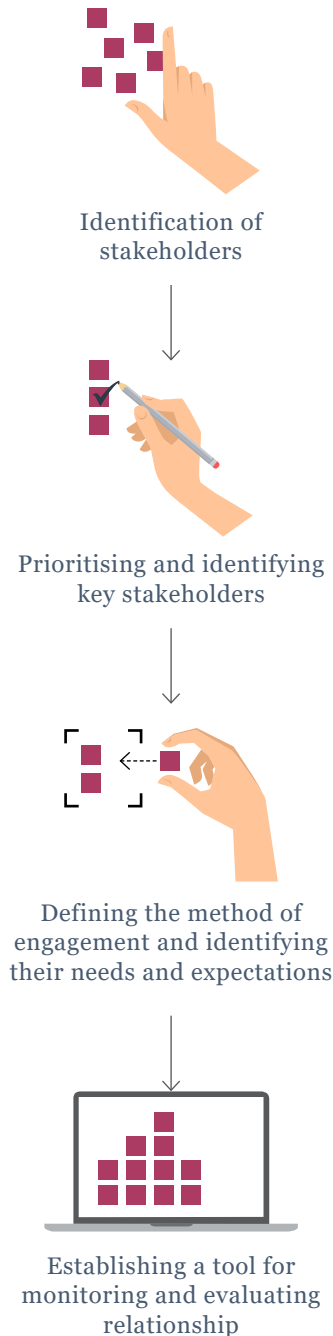 Identification of
stakeholders
Prioritising and identifying
key stakeholders
Defining the method of
engagement and identifying
their needs and expectations
Establishing a tool for
monitoring and evaluating
relationship